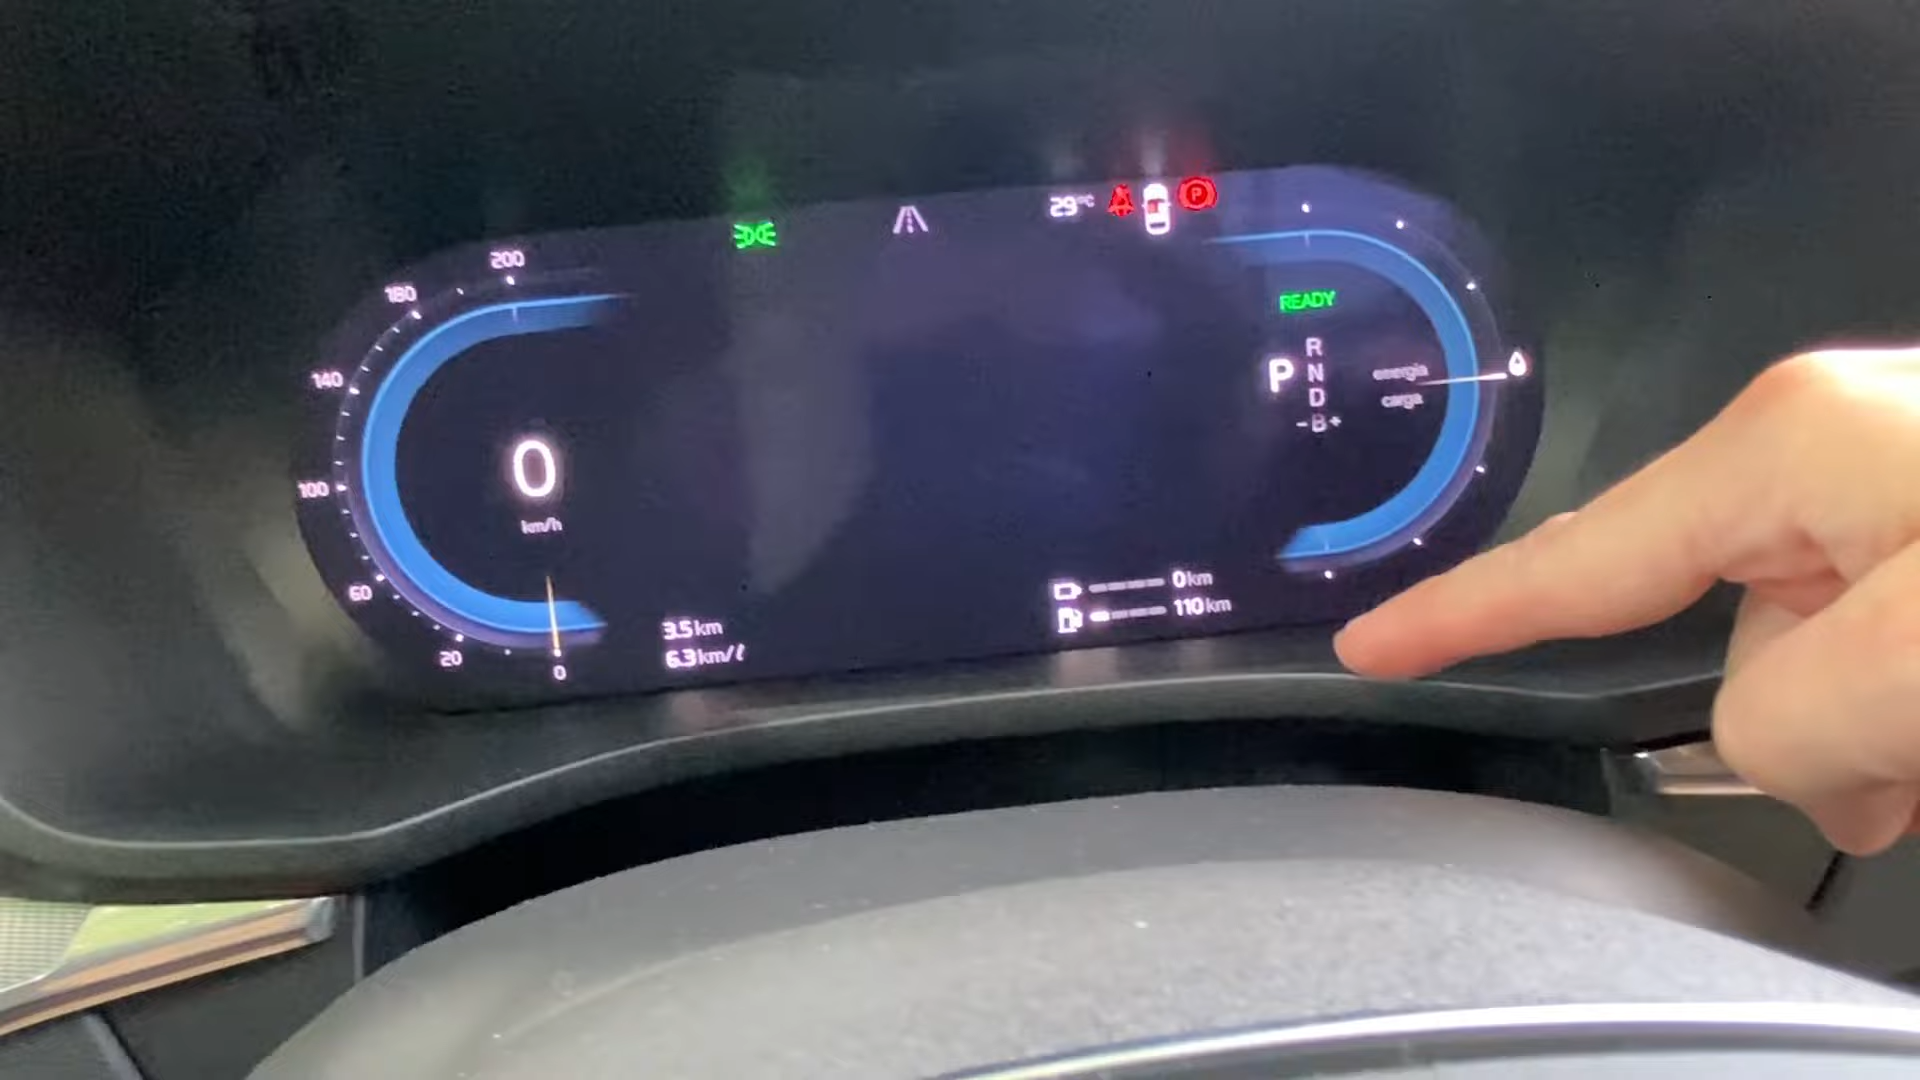 200
180
140
100
60
20
0
0
km/h
3.5 km
6.3 km/ℓ
29°C
P
READY
P
R
N
D
-B+
energia
carga
0 km
110 km